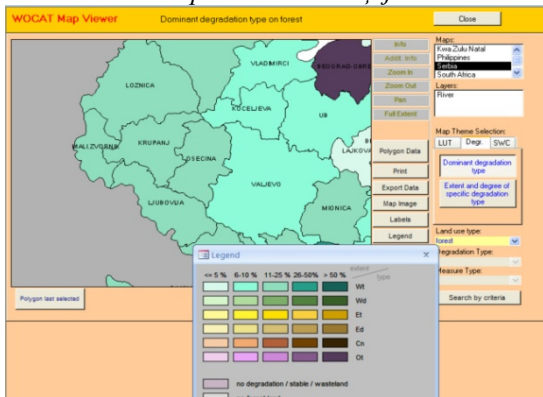 WOCAT Map Viewer
Dominant degradation type on forest
Close
Info
Addit. Info
Zoom In
Zoom Out
Pan
Full Extent
Polygon Data
Print
Export Data
Map Image
Labels
Legend
Maps:
Kwa Zulu Natal
Philippines
Serbia
South Africa
Layers:
River
Map Theme Selection:
LUT Degr. SWC
Dominant degradation
type
Extent and degree of
specific degradation
type
Land use type:
forest
Degradation Type:
Measure Type:
Search by criteria
VLADIMIRCI
LOZNICA
KOCELJEVA
UB
MALI ZVORNIK
KRUPANJ
OSECINA
VALJEVO
LJUBOVIJA
MIONICA
Polygon last selected
Legend
<= 5 % 6-10 % 11-25 % 26-50% > 50 % extent
type
Wt
Wd
Et
Ed
Cn
Ot
no degradation / stable / wasteland